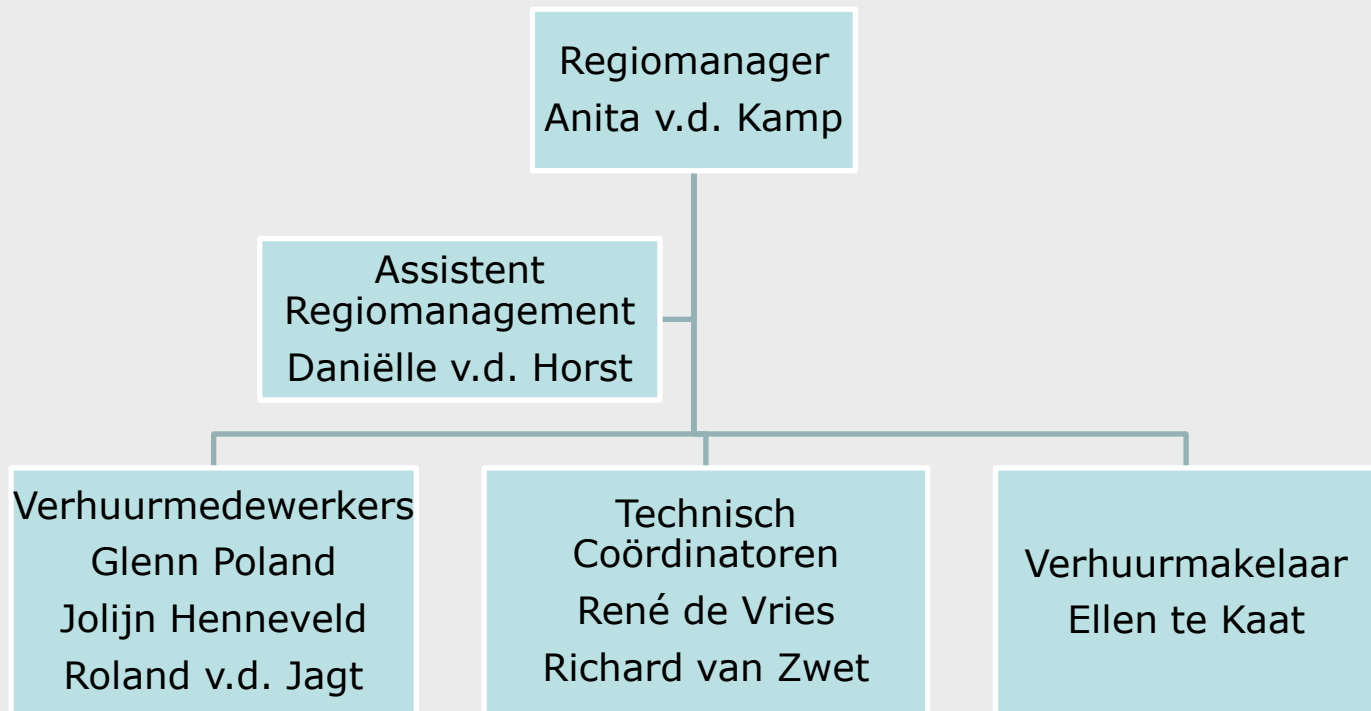 Regiomanager
Anita v.d. Kamp
Assistent
Regiomanagement
Daniëlle v.d. Horst
Verhuurmedewerkers
Glenn Poland
Jolijn Henneveld
Roland v.d. Jagt
Technisch
Coördinatoren
René de Vries
Richard van Zwet
Verhuurmakelaar
Ellen te Kaat